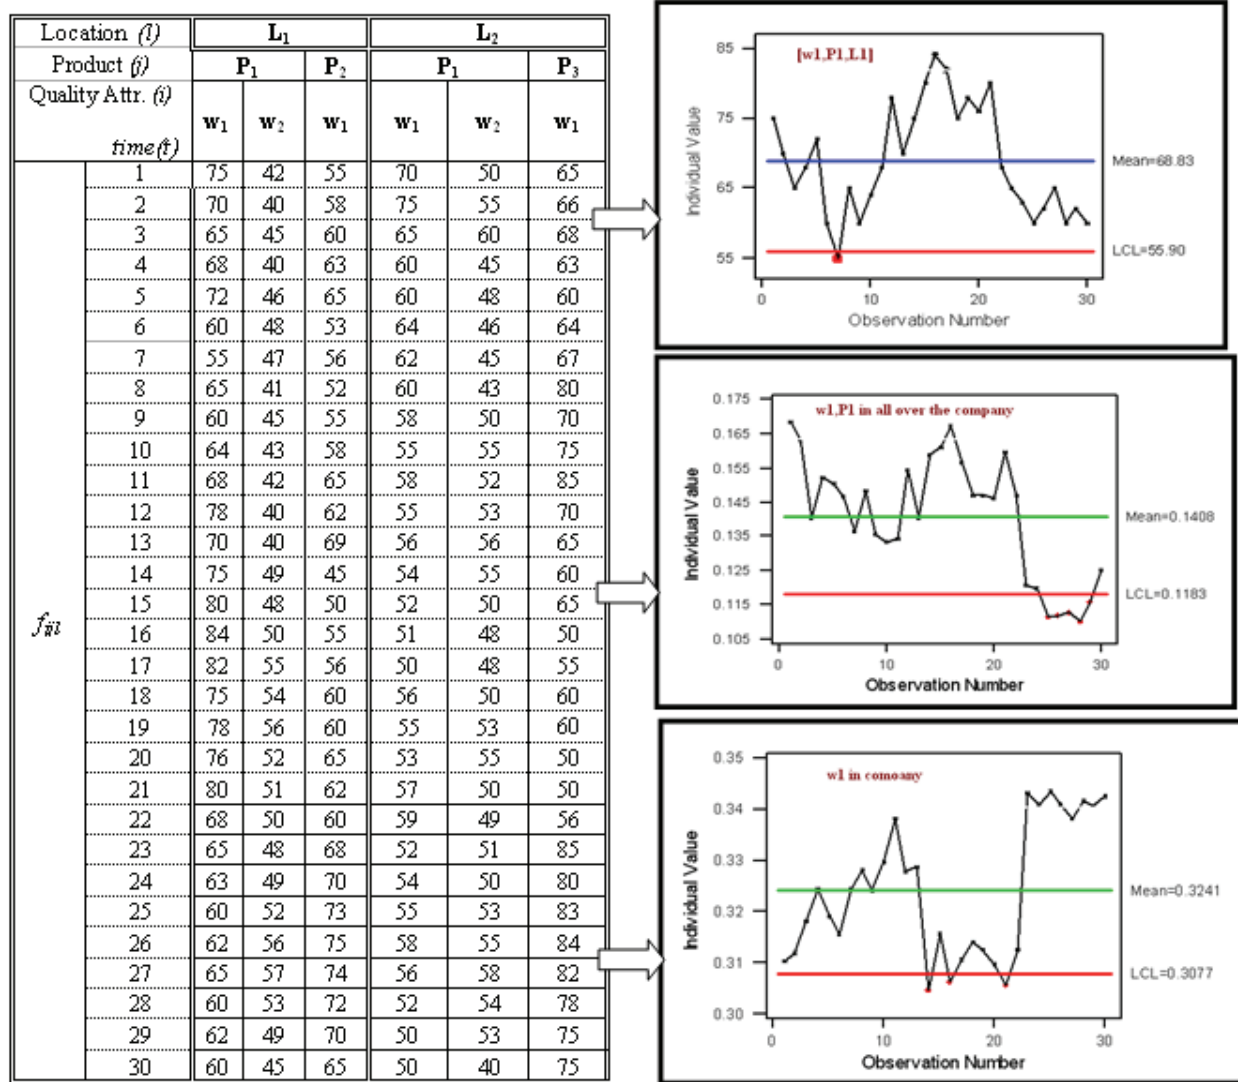 Location (l) L₁ L₂
Product (j) P₁ P₂ P₁ P₃
Quality Attr. (i)
time(t) w₁ w₂ w₁ w₁ w₂ w₁
1 75 42 55 70 50 65
2 70 40 58 75 55 66
3 65 45 60 65 60 68
4 68 40 63 60 45 63
5 72 46 65 60 48 60
6 60 48 53 64 46 64
7 55 47 56 62 45 67
8 65 41 52 60 43 80
9 60 45 55 58 50 70
10 64 43 58 55 55 75
11 68 42 65 58 52 85
12 78 40 62 55 53 70
13 70 40 69 56 56 65
14 75 49 45 54 55 60
15 80 48 50 52 50 65
16 84 50 55 51 48 50
17 82 55 56 50 48 55
18 75 54 60 56 50 60
19 78 56 60 55 53 60
20 76 52 65 53 55 50
21 80 51 62 57 50 50
22 68 50 60 59 49 56
23 65 48 68 52 51 85
24 63 49 70 54 50 80
25 60 52 73 55 53 83
26 62 56 75 58 55 84
27 65 57 74 56 58 82
28 60 53 72 52 54 78
29 62 49 70 50 53 75
30 60 45 65 50 40 75
[w1,P1,L1]
Individual Value
85
75
65
55
Mean=68.83
LCL=55.90
0 10 20 30
Observation Number
w1,P1 in all over the company
Individual Value
0.175
0.165
0.155
0.145
0.135
0.125
0.115
0.105
Mean=0.1408
LCL=0.1183
0 10 20 30
Observation Number
w1 in comoany
Individual Value
0.35
0.34
0.33
0.32
0.31
0.30
Mean=0.3241
LCL=0.3077
0 10 20 30
Observation Number